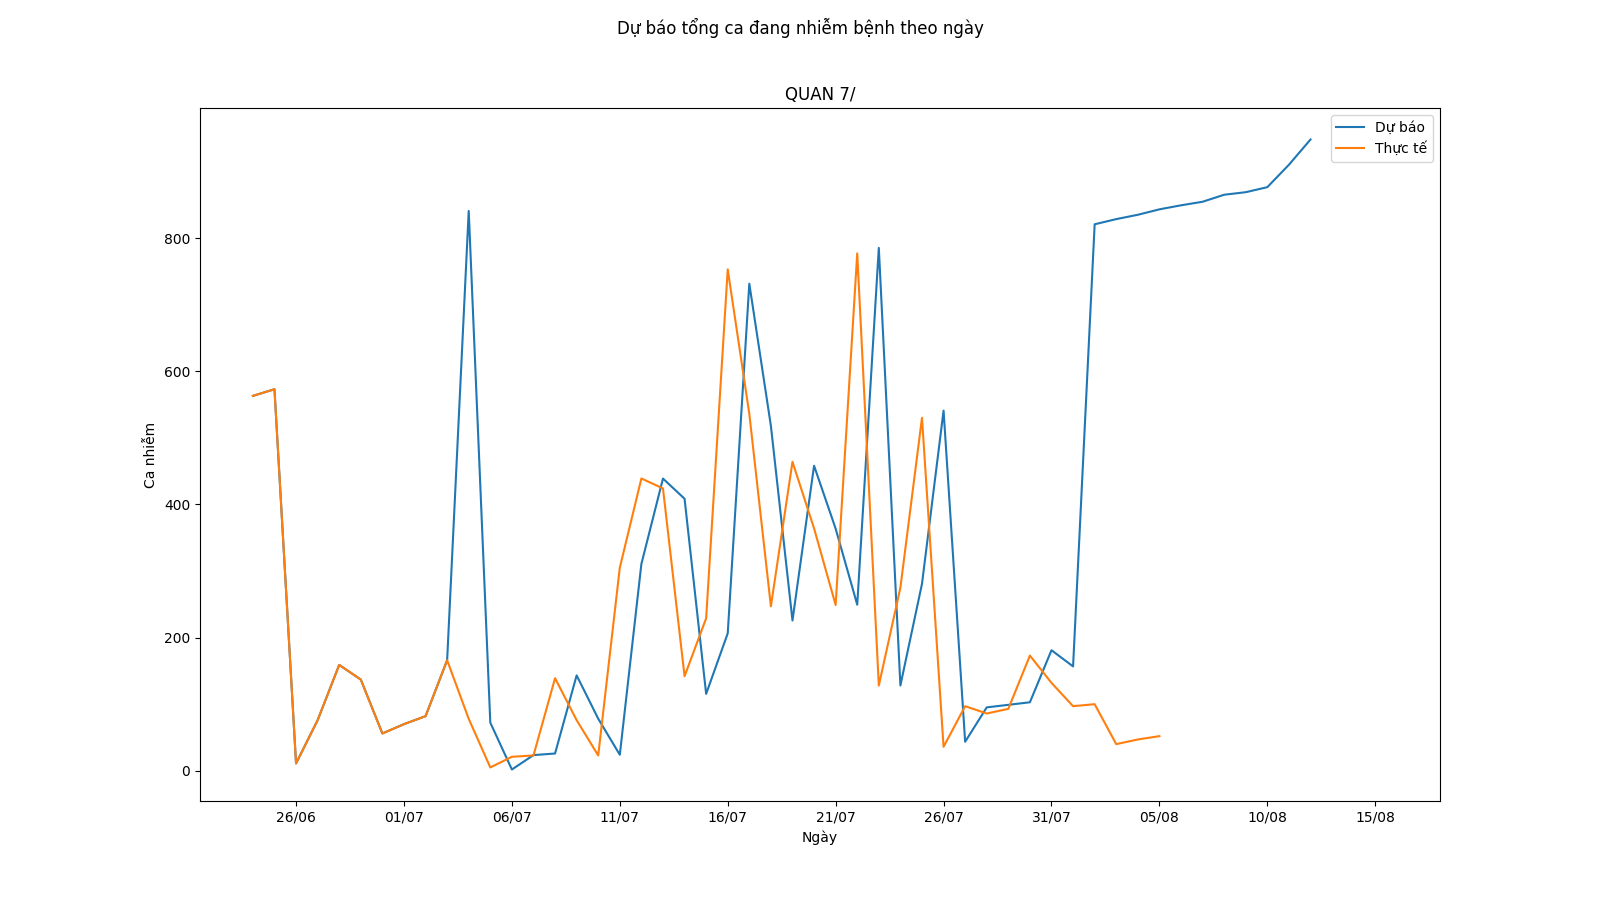 Dự báo tổng ca đang nhiễm bệnh theo ngày
QUAN 7/
Dự báo
Thực tế
800
600
400
200
0
Ca nhiễm
26/06 01/07 06/07 11/07 16/07 21/07 26/07 31/07 05/08 10/08 15/08
Ngày